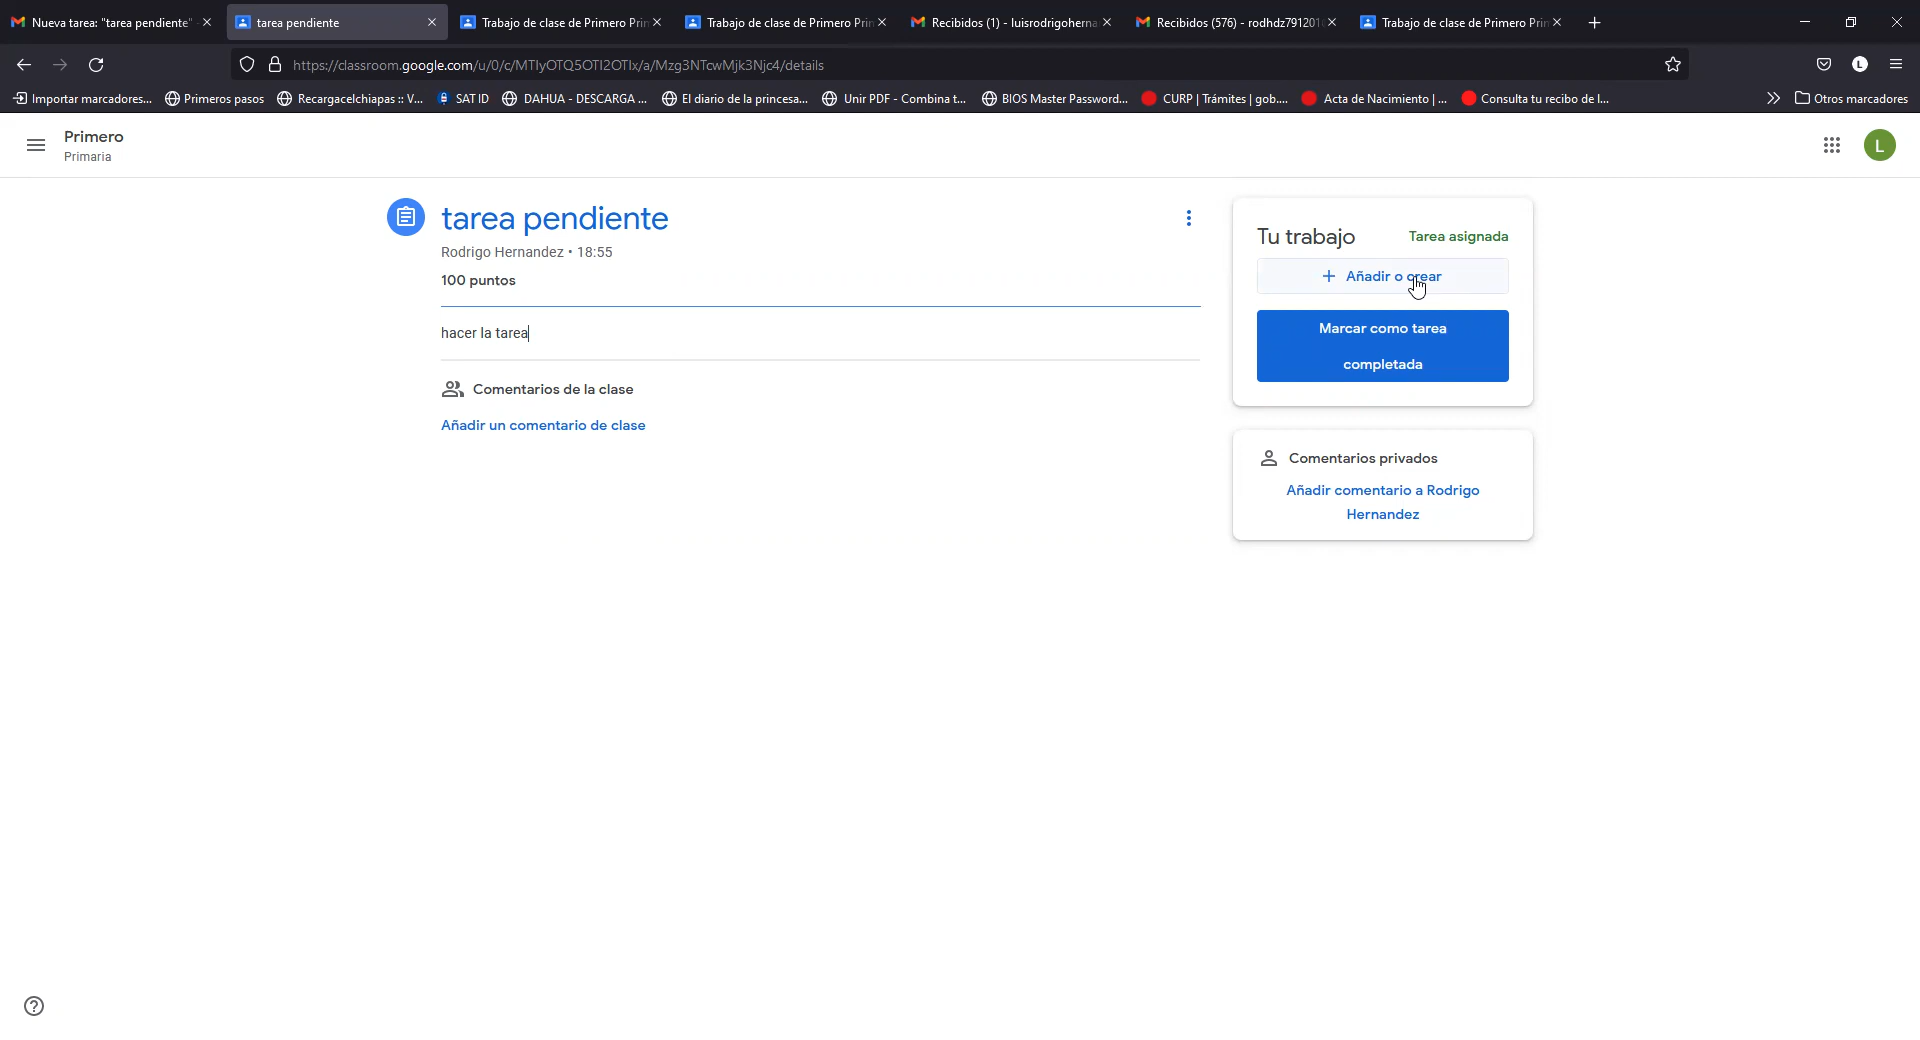 Nueva tarea: "tarea pendiente"
tarea pendiente
Trabajo de clase de Primero Prim
Trabajo de clase de Primero Prim
Recibidos (1) - luisrodrigoherna
Recibidos (576) - rodhdz791201
Trabajo de clase de Primero Prim
https://classroom.google.com/u/0/c/MTIyOTQ5OTI2OTIx/a/Mzg3NTcwMjk3Njc4/details
L
Importar marcadores...
Primeros pasos
Recargacelchiapas :: V...
SAT ID
DAHUA - DESCARGA ...
El diario de la princesa...
Unir PDF - Combina t...
BIOS Master Password...
CURP | Trámites | gob....
Acta de Nacimiento | ...
Consulta tu recibo de l...
Otros marcadores
Primero
Primaria
L
tarea pendiente
Rodrigo Hernandez • 18:55
100 puntos
hacer la tarea
Comentarios de la clase
Añadir un comentario de clase
Tu trabajo
Tarea asignada
+ Añadir o crear
Marcar como tarea
completada
Comentarios privados
Añadir comentario a Rodrigo
Hernandez